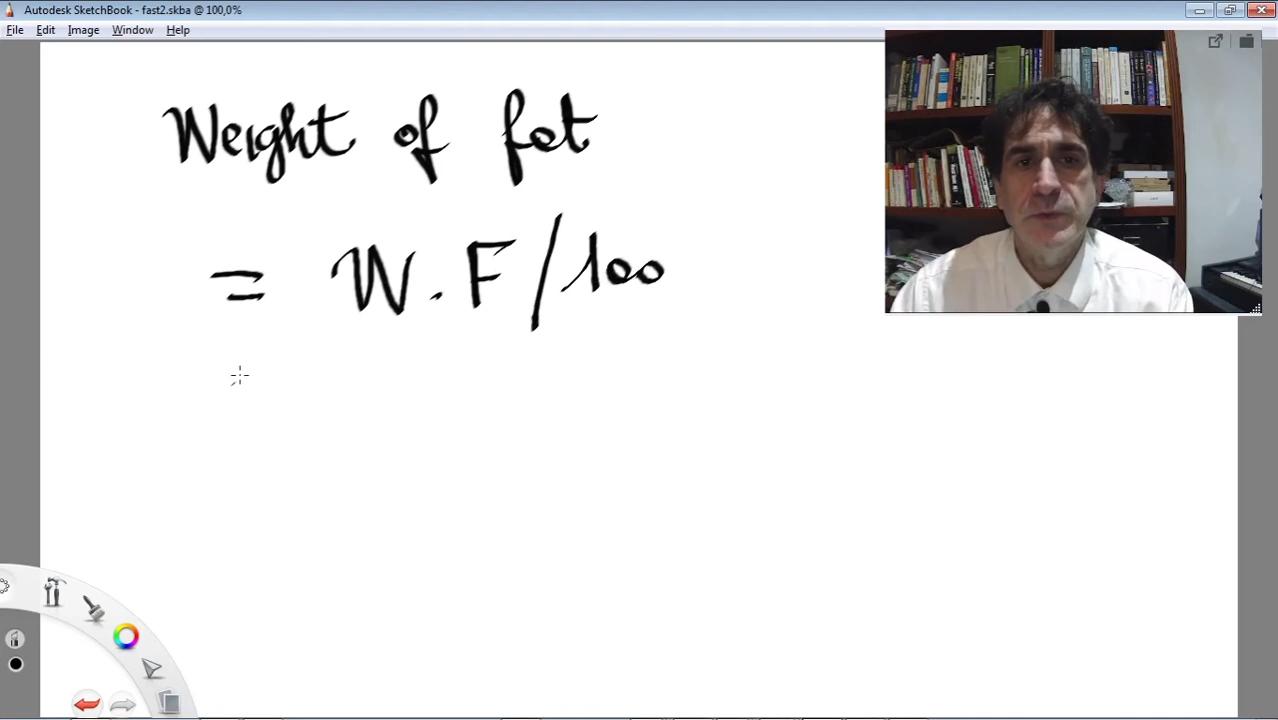 Autodesk SketchBook - fast2.skba @ 100,0%
File Edit Image Window Help
Weight of fat
= W.F/100